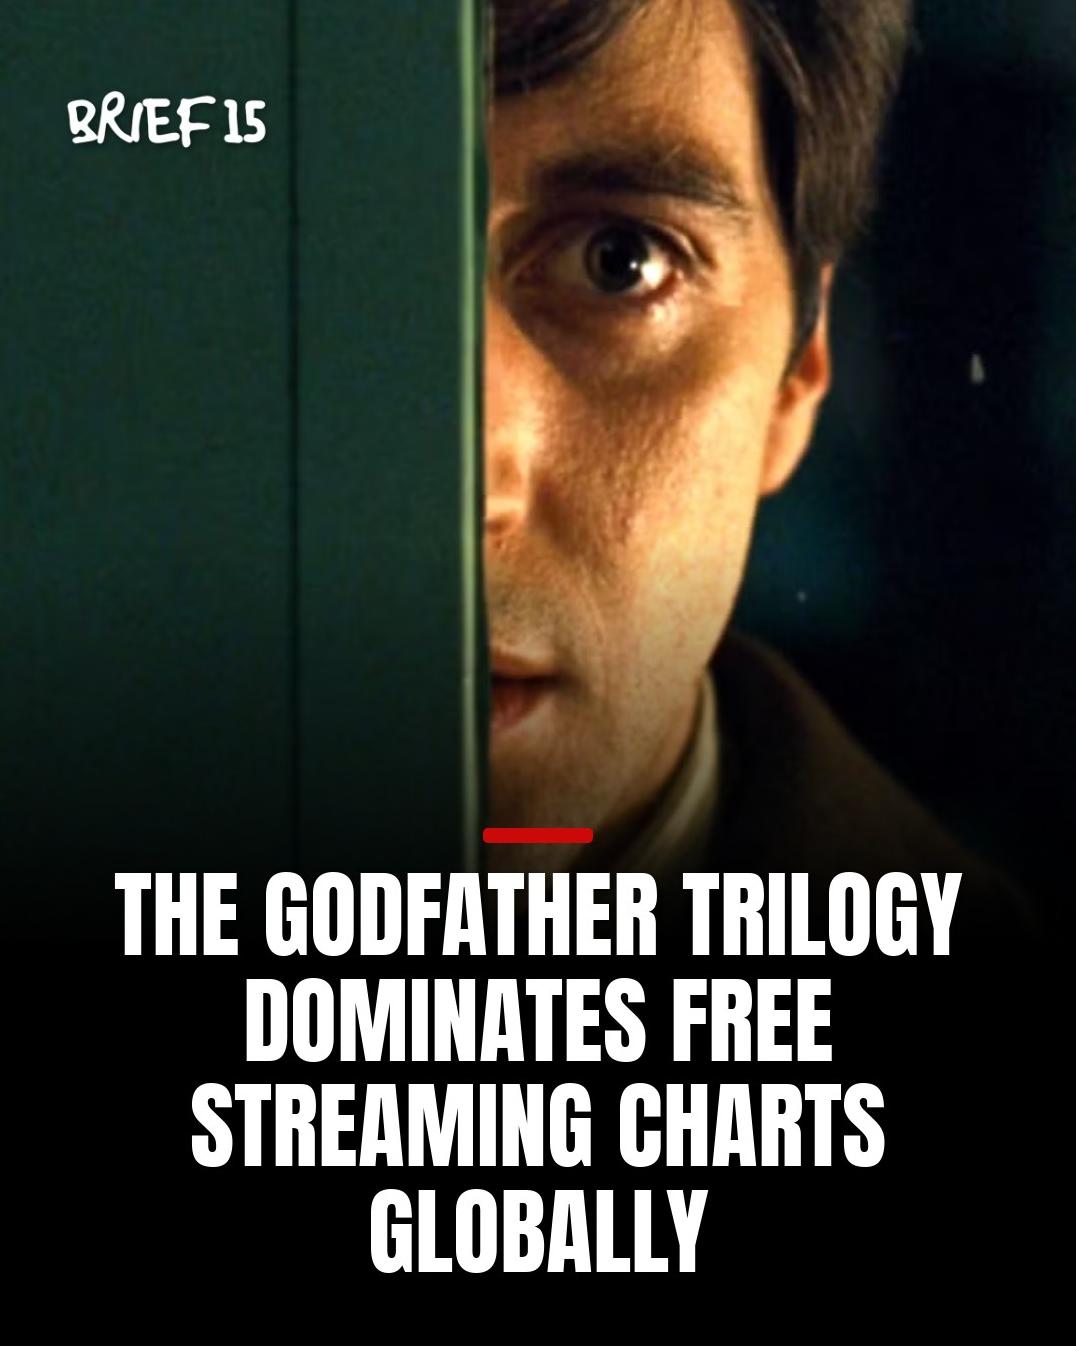 BRIEF 15
THE GODFATHER TRILOGY
DOMINATES FREE
STREAMING CHARTS
GLOBALLY